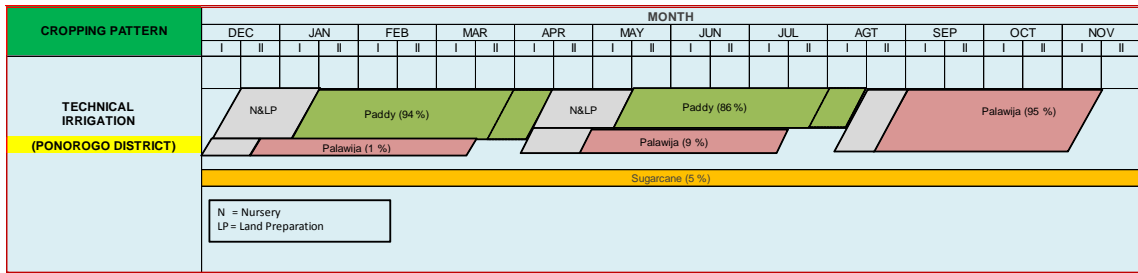 CROPPING PATTERN
MONTH
DEC JAN FEB MAR APR MAY JUN JUL AGT SEP OCT NOV
I II I II I II I II I II I II I II I II I II I II I II I II
TECHNICAL
IRRIGATION
(PONOROGO DISTRICT)
N&LP Paddy (94 %) N&LP Paddy (86 %) Palawija (95 %)
Palawija (1 %) Palawija (9 %)
Sugarcane (5 %)
N = Nursery
LP = Land Preparation